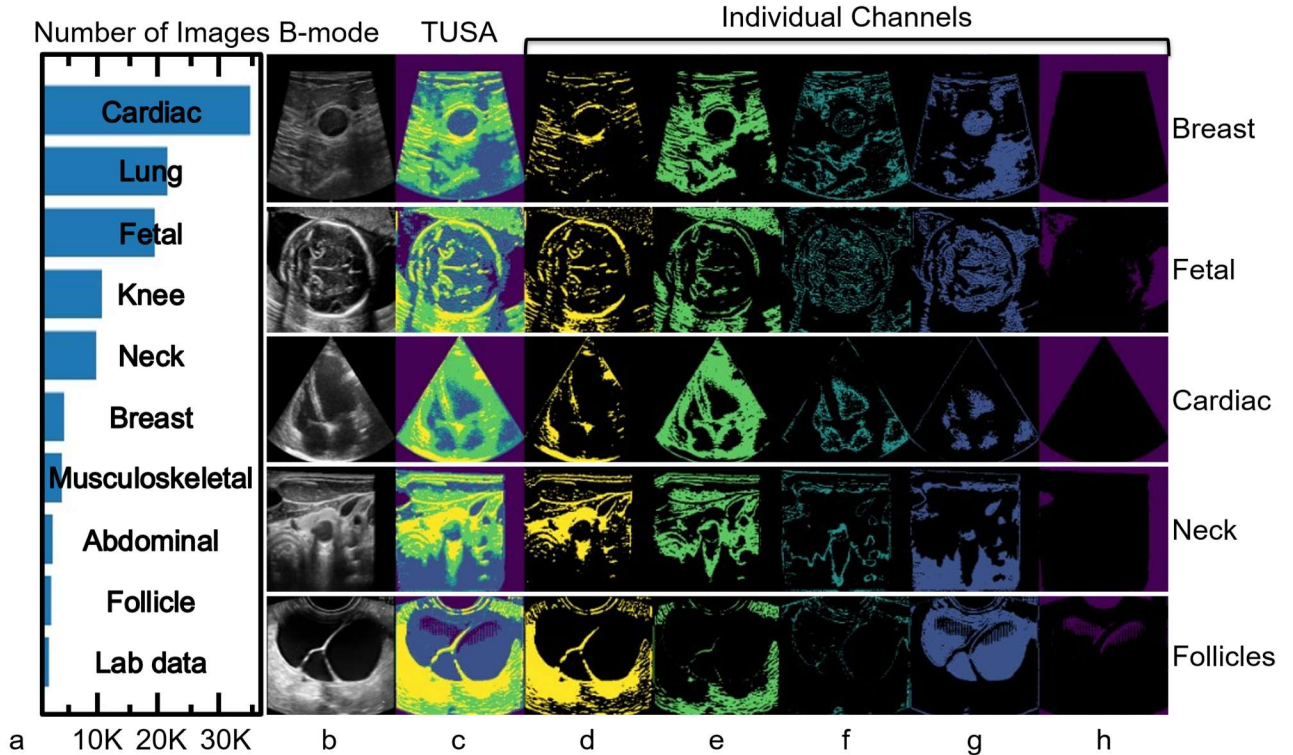 Number of Images B-mode TUSA Individual Channels
Cardiac
Lung
Fetal
Knee
Neck
Breast
Musculoskeletal
Abdominal
Follicle
Lab data
Breast
Fetal
Cardiac
Neck
Follicles
a 10K 20K 30K b c d e f g h